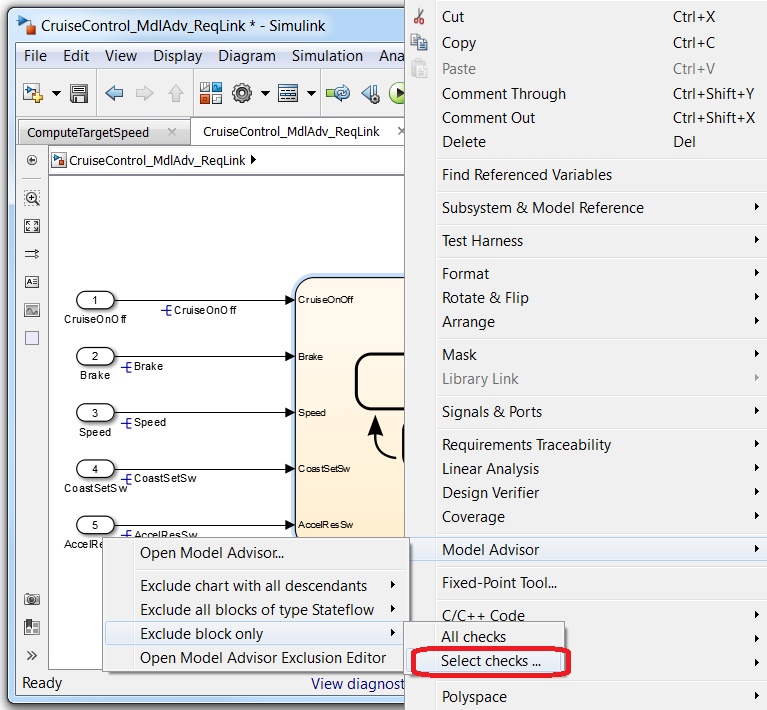 CruiseControl_MdlAdv_ReqLink * - Simulink
File Edit View Display Diagram Simulation Ana
ComputeTargetSpeed
CruiseControl_MdlAdv_ReqLink
CruiseControl_MdlAdv_ReqLink
1
CruiseOnOff
CruiseOnOff
CruiseOnOff
2
Brake
Brake
Brake
3
Speed
Speed
Speed
4
CoastSetSw
CoastSetSw
CoastSetSw
5
AccelRe
AccelResSw
AccelResSw
Ready
View diagnost
Cut Ctrl+X
Copy Ctrl+C
Paste Ctrl+V
Comment Through Ctrl+Shift+Y
Comment Out Ctrl+Shift+X
Delete Del
Find Referenced Variables
Subsystem & Model Reference
Test Harness
Format
Rotate & Flip
Arrange
Mask
Library Link
Signals & Ports
Requirements Traceability
Linear Analysis
Design Verifier
Coverage
Model Advisor
Fixed-Point Tool...
C/C++ Code
Polyspace
Open Model Advisor...
Exclude chart with all descendants
Exclude all blocks of type Stateflow
Exclude block only
Open Model Advisor Exclusion Editor
All checks
Select checks ...